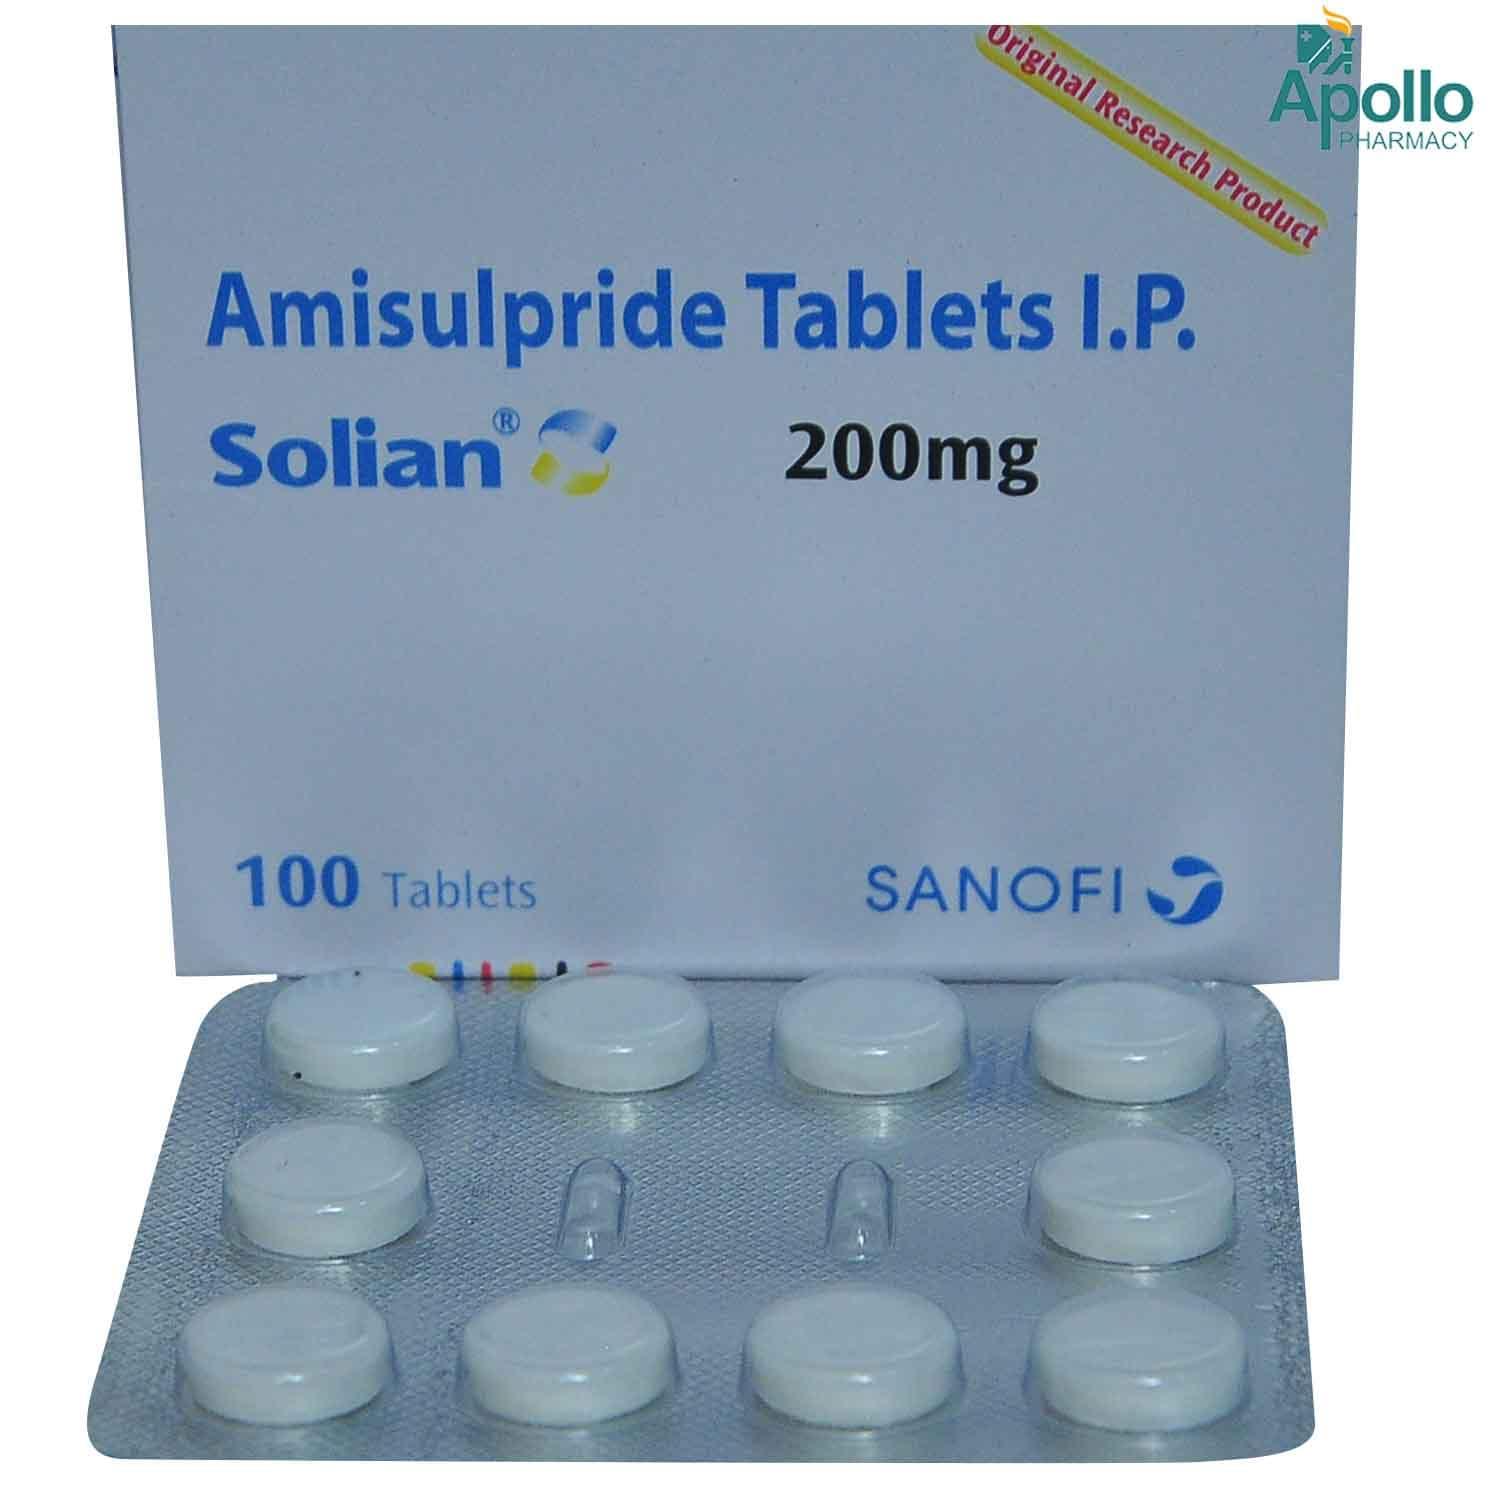 Original Research Product
Apollo
PHARMACY
Amisulpride Tablets I.P.
Solian® 200mg
100 Tablets
SANOFI